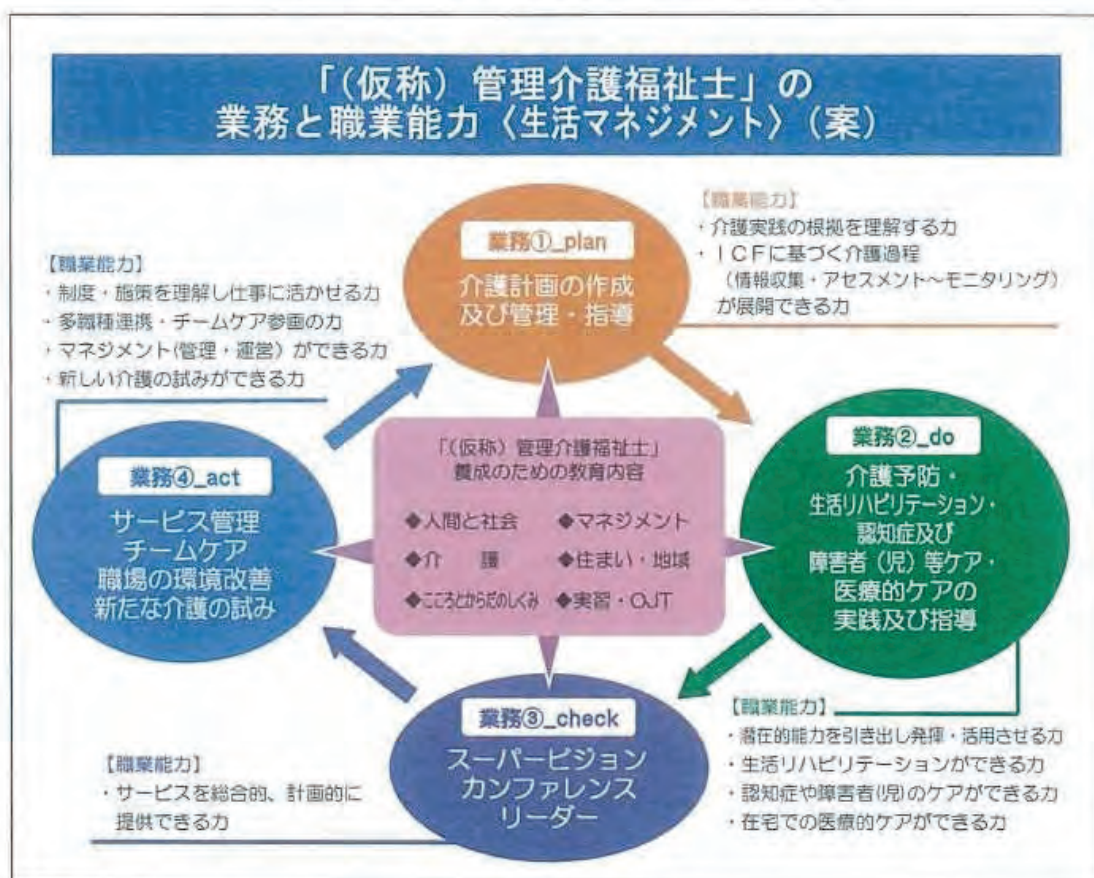 「（仮称）管理介護福祉士」の
業務と職業能力〈生活マネジメント〉（案）
業務①_plan
介護計画の作成
及び管理・指導
【職業能力】
・介護実践の根拠を理解する力
・ＩＣＦに基づく介護過程
（情報収集・アセスメント～モニタリング）
が展開できる力
【職業能力】
・制度・施策を理解し仕事に活かせる力
・多職種連携・チームケア参画の力
・マネジメント(管理・運営）ができる力
・新しい介護の試みができる力
業務②_do
介護予防・
生活リハビリテーション・
認知症及び
障害者（児）等ケア・
医療的ケアの
実践及び指導
「（仮称）管理介護福祉士」
養成のための教育内容
◆人間と社会　◆マネジメント
◆介　護　◆住まい・地域
◆こころとからだのしくみ　◆実習・OJT
業務④_act
サービス管理
チームケア
職場の環境改善
新たな介護の試み
業務③_check
スーパービジョン
カンファレンス
リーダー
【職業能力】
・潜在的能力を引き出し発揮・活用させる力
・生活リハビリテーションができる力
・認知症や障害者(児)のケアができる力
・在宅での医療的ケアができる力
【職業能力】
・サービスを総合的、計画的に
提供できる力